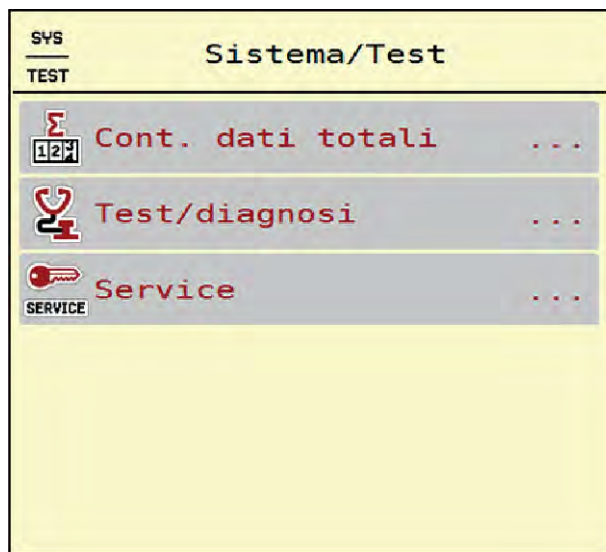 SYS
TEST
Sistema/Test
Cont. dati totali ...
Test/diagnosi ...
Service ...
SERVICE